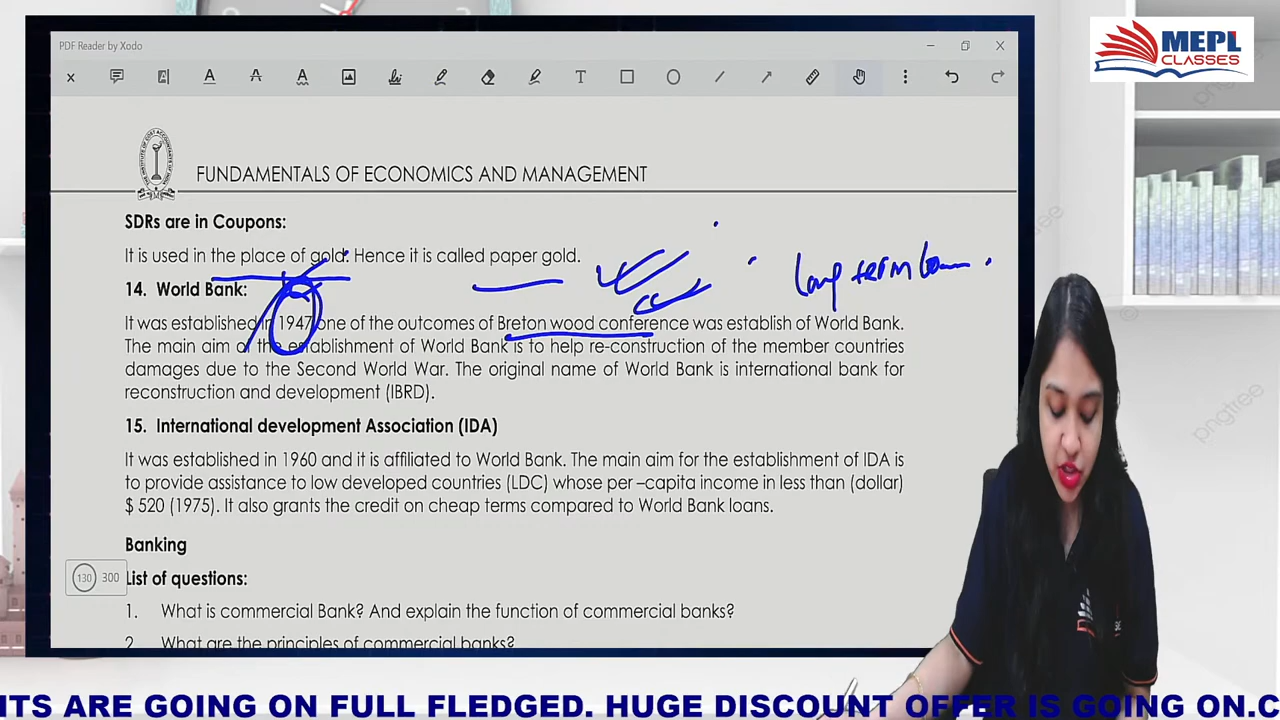 PDF Reader by Xodo
MEPL
CLASSES
FUNDAMENTALS OF ECONOMICS AND MANAGEMENT
SDRs are in Coupons:
It is used in the place of gold. Hence it is called paper gold.
long term loan
14. World Bank:
It was established in 1947 one of the outcomes of Breton wood conference was establish of World Bank.
The main aim of the establishment of World Bank is to help re-construction of the member countries
damages due to the Second World War. The original name of World Bank is international bank for
reconstruction and development (IBRD).
15. International development Association (IDA)
It was established in 1960 and it is affiliated to World Bank. The main aim for the establishment of IDA is
to provide assistance to low developed countries (LDC) whose per –capita income in less than (dollar)
$ 520 (1975). It also grants the credit on cheap terms compared to World Bank loans.
Banking
130 300
List of questions:
1. What is commercial Bank? And explain the function of commercial banks?
2. What are the principles of commercial banks?
pngtree
ITS ARE GOING ON FULL FLEDGED. HUGE DISCOUNT OFFER IS GOING ON.C